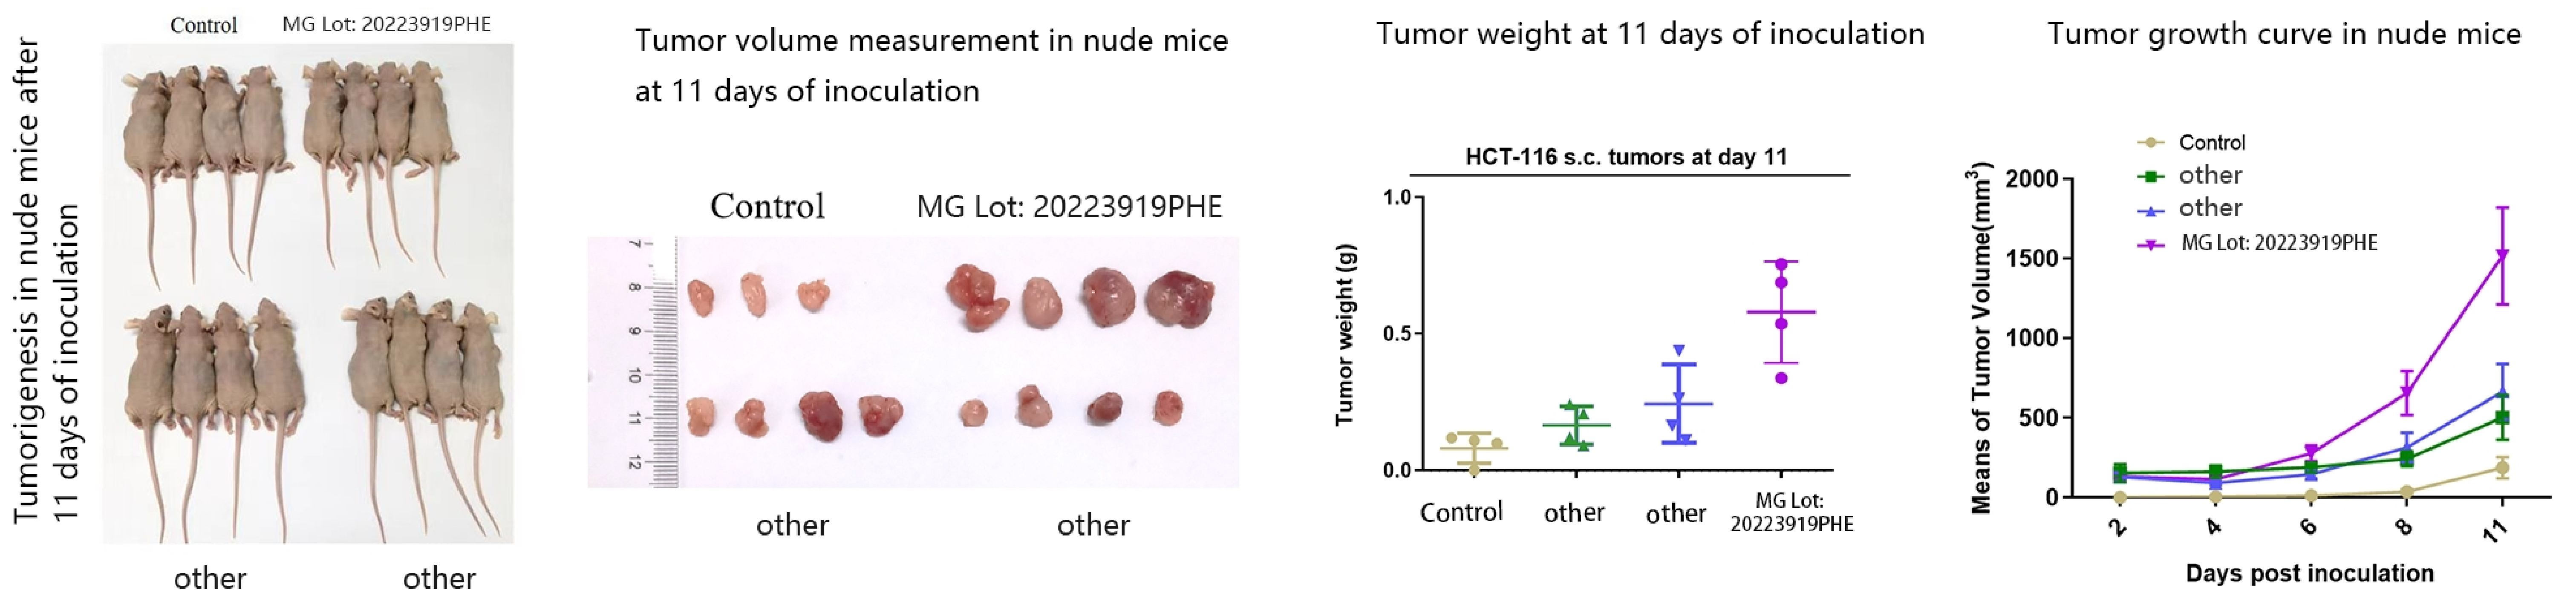 Tumorigenesis in nude mice after
11 days of inoculation
Control
MG Lot: 20223919PHE
other
other
Tumor volume measurement in nude mice
at 11 days of inoculation
Control
MG Lot: 20223919PHE
7
8
9
10
11
12
other
other
Tumor weight at 11 days of inoculation
HCT-116 s.c. tumors at day 11
Tumor weight (g)
1.0
0.5
0.0
Control
other
other
MG Lot:
20223919PHE
Tumor growth curve in nude mice
Control
other
other
MG Lot: 20223919PHE
Means of Tumor Volume(mm³)
2000
1500
1000
500
0
2
4
6
8
11
Days post inoculation